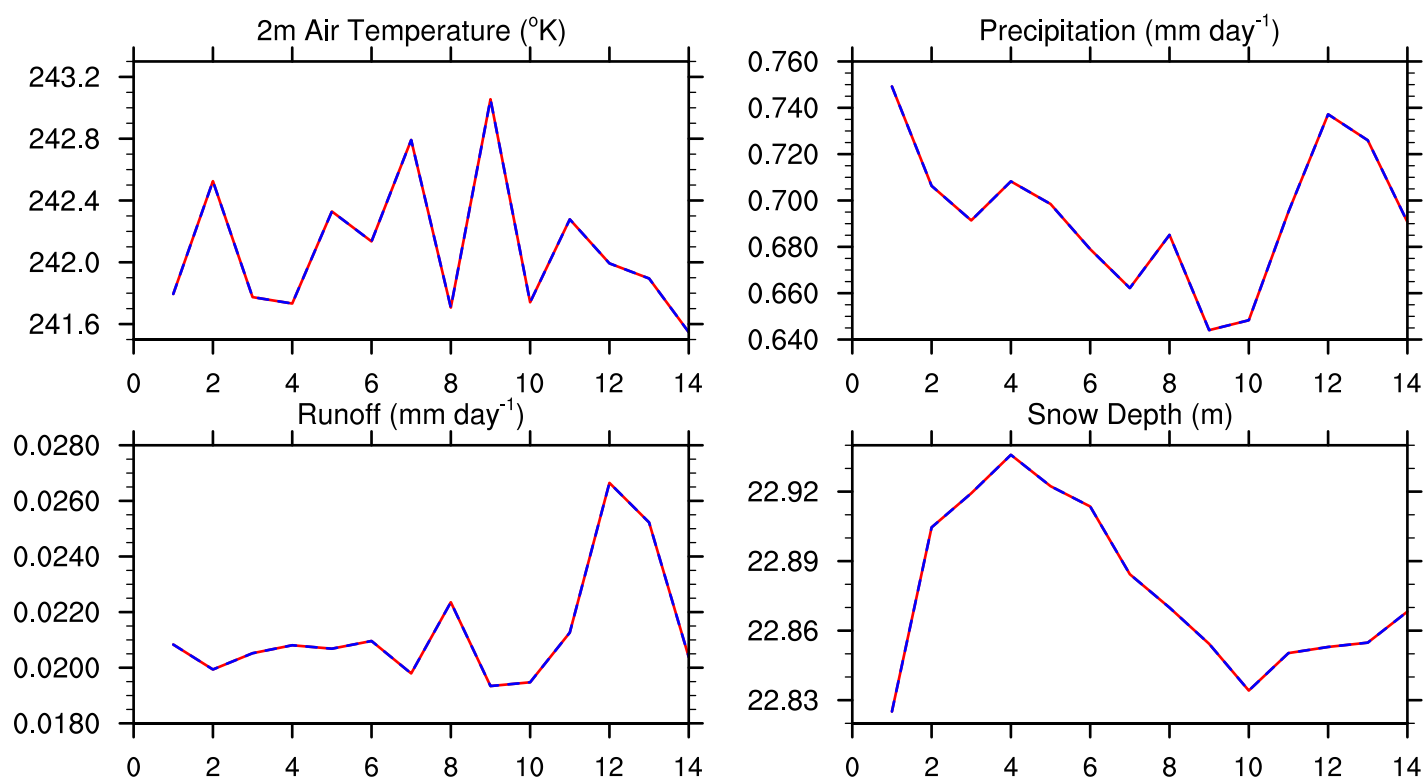 2m Air Temperature (°K)
243.2
242.8
242.4
242.0
241.6
0 2 4 6 8 10 12 14
Precipitation (mm day-1)
0.760
0.740
0.720
0.700
0.680
0.660
0.640
0 2 4 6 8 10 12 14
Runoff (mm day-1)
0.0280
0.0260
0.0240
0.0220
0.0200
0.0180
0 2 4 6 8 10 12 14
Snow Depth (m)
22.92
22.89
22.86
22.83
0 2 4 6 8 10 12 14